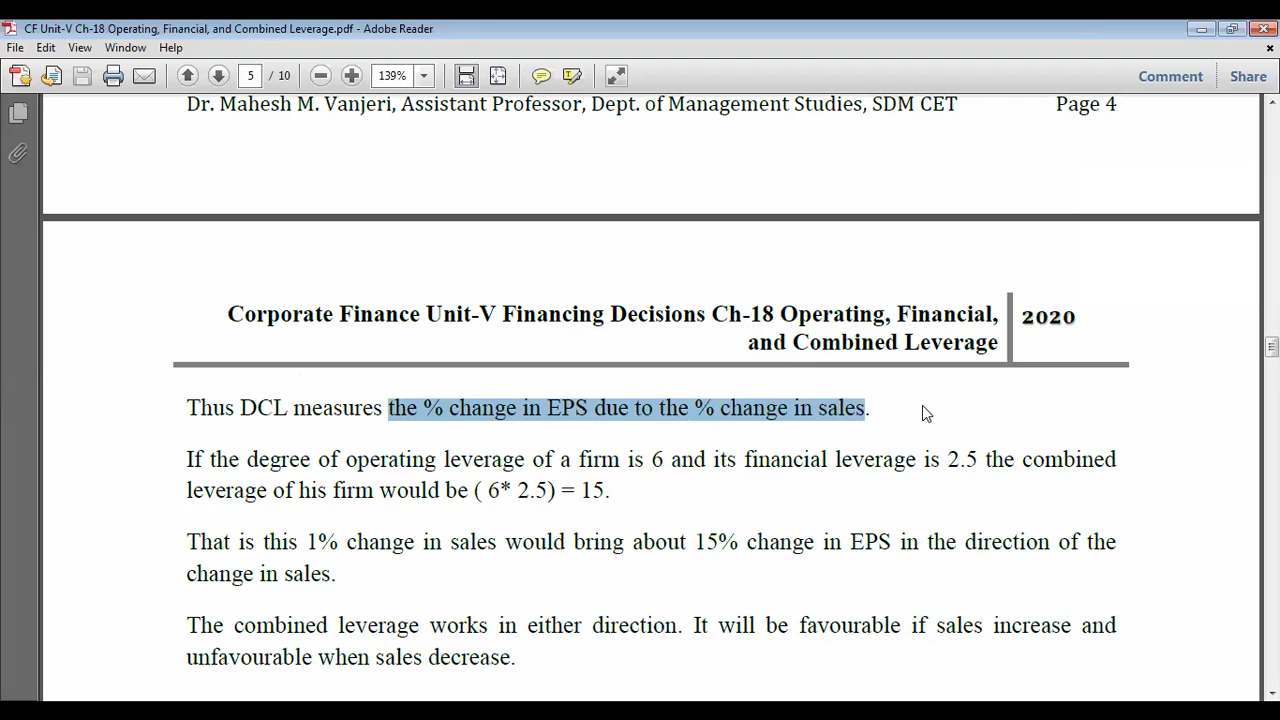 CF Unit-V Ch-18 Operating, Financial, and Combined Leverage.pdf - Adobe Reader
File Edit View Window Help
5 / 10 139% Comment Share
Dr. Mahesh M. Vanjeri, Assistant Professor, Dept. of Management Studies, SDM CET Page 4
Corporate Finance Unit-V Financing Decisions Ch-18 Operating, Financial, 2020
and Combined Leverage
Thus DCL measures the % change in EPS due to the % change in sales.
If the degree of operating leverage of a firm is 6 and its financial leverage is 2.5 the combined
leverage of his firm would be ( 6* 2.5) = 15.
That is this 1% change in sales would bring about 15% change in EPS in the direction of the
change in sales.
The combined leverage works in either direction. It will be favourable if sales increase and
unfavourable when sales decrease.